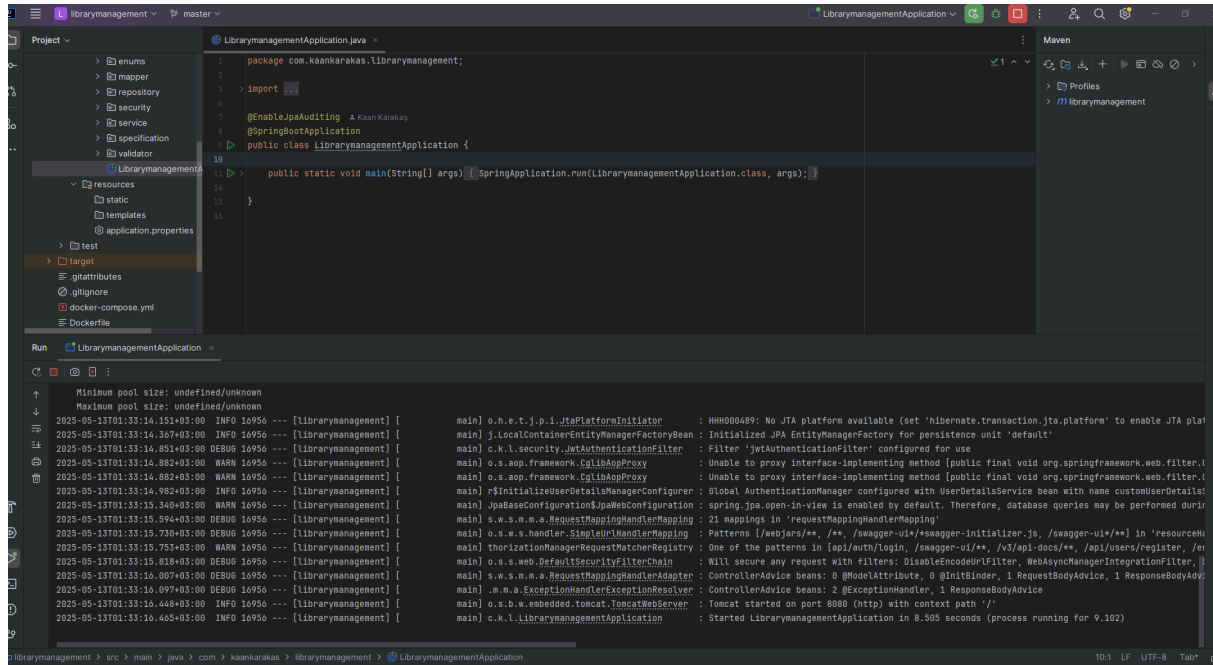 librarymanagement
master
LibrarymanagementApplication
Project
LibrarymanagementApplication.java
Maven
enums
mapper
repository
security
service
specification
validator
LibrarymanagementA
resources
static
templates
application.properties
test
target
.gitattributes
.gitignore
docker-compose.yml
Dockerfile
1 package com.kaankarakas.librarymanagement;
2
3 import ...
6
7 @EnableJpaAuditing Kaan Karakaş
8 @SpringBootApplication
9 public class LibrarymanagementApplication {
10
11 public static void main(String[] args) { SpringApplication.run(LibrarymanagementApplication.class, args); }
14
15 }
16
1
Profiles
librarymanagement
Run LibrarymanagementApplication
Minimum pool size: undefined/unknown
Maximum pool size: undefined/unknown
2025-05-13T01:33:14.151+03:00 INFO 16956 --- [librarymanagement] [ main] o.h.e.t.j.p.i.JtaPlatformInitiator : HHH000489: No JTA platform available (set 'hibernate.transaction.jta.platform' to enable JTA plat
2025-05-13T01:33:14.367+03:00 INFO 16956 --- [librarymanagement] [ main] j.LocalContainerEntityManagerFactoryBean : Initialized JPA EntityManagerFactory for persistence unit 'default'
2025-05-13T01:33:14.851+03:00 DEBUG 16956 --- [librarymanagement] [ main] c.k.l.security.JwtAuthenticationFilter : Filter 'jwtAuthenticationFilter' configured for use
2025-05-13T01:33:14.882+03:00 WARN 16956 --- [librarymanagement] [ main] o.s.aop.framework.CglibAopProxy : Unable to proxy interface-implementing method [public final void org.springframework.web.filter.
2025-05-13T01:33:14.882+03:00 WARN 16956 --- [librarymanagement] [ main] o.s.aop.framework.CglibAopProxy : Unable to proxy interface-implementing method [public final void org.springframework.web.filter.
2025-05-13T01:33:14.982+03:00 INFO 16956 --- [librarymanagement] [ main] r$InitializeUserDetailsManagerConfigurer : Global AuthenticationManager configured with UserDetailsService bean with name customUserDetails
2025-05-13T01:33:15.340+03:00 WARN 16956 --- [librarymanagement] [ main] JpaBaseConfiguration$JpaWebConfiguration : spring.jpa.open-in-view is enabled by default. Therefore, database queries may be performed durin
2025-05-13T01:33:15.594+03:00 DEBUG 16956 --- [librarymanagement] [ main] s.w.s.m.m.a.RequestMappingHandlerMapping : 21 mappings in 'requestMappingHandlerMapping'
2025-05-13T01:33:15.730+03:00 DEBUG 16956 --- [librarymanagement] [ main] o.s.w.s.handler.SimpleUrlHandlerMapping : Patterns [/webjars/**, /**, /swagger-ui*/*swagger-initializer.js, /swagger-ui*/**] in 'resourceHa
2025-05-13T01:33:15.753+03:00 WARN 16956 --- [librarymanagement] [ main] thorizationManagerRequestMatcherRegistry : One of the patterns in [api/auth/login, /swagger-ui/**, /v3/api-docs/**, /api/users/register, /er
2025-05-13T01:33:15.818+03:00 DEBUG 16956 --- [librarymanagement] [ main] o.s.s.web.DefaultSecurityFilterChain : Will secure any request with filters: DisableEncodeUrlFilter, WebAsyncManagerIntegrationFilter,
2025-05-13T01:33:16.007+03:00 DEBUG 16956 --- [librarymanagement] [ main] s.w.s.m.m.a.RequestMappingHandlerAdapter : ControllerAdvice beans: 0 @ModelAttribute, 0 @InitBinder, 1 RequestBodyAdvice, 1 ResponseBodyAdvi
2025-05-13T01:33:16.097+03:00 DEBUG 16956 --- [librarymanagement] [ main] .m.m.a.ExceptionHandlerExceptionResolver : ControllerAdvice beans: 2 @ExceptionHandler, 1 ResponseBodyAdvice
2025-05-13T01:33:16.448+03:00 INFO 16956 --- [librarymanagement] [ main] o.s.b.w.embedded.tomcat.TomcatWebServer : Tomcat started on port 8080 (http) with context path '/'
2025-05-13T01:33:16.465+03:00 INFO 16956 --- [librarymanagement] [ main] c.k.l.LibrarymanagementApplication : Started LibrarymanagementApplication in 8.505 seconds (process running for 9.102)
librarymanagement > src > main > java > com > kaankarakas > librarymanagement > LibrarymanagementApplication
10:1 LF UTF-8 Tab*